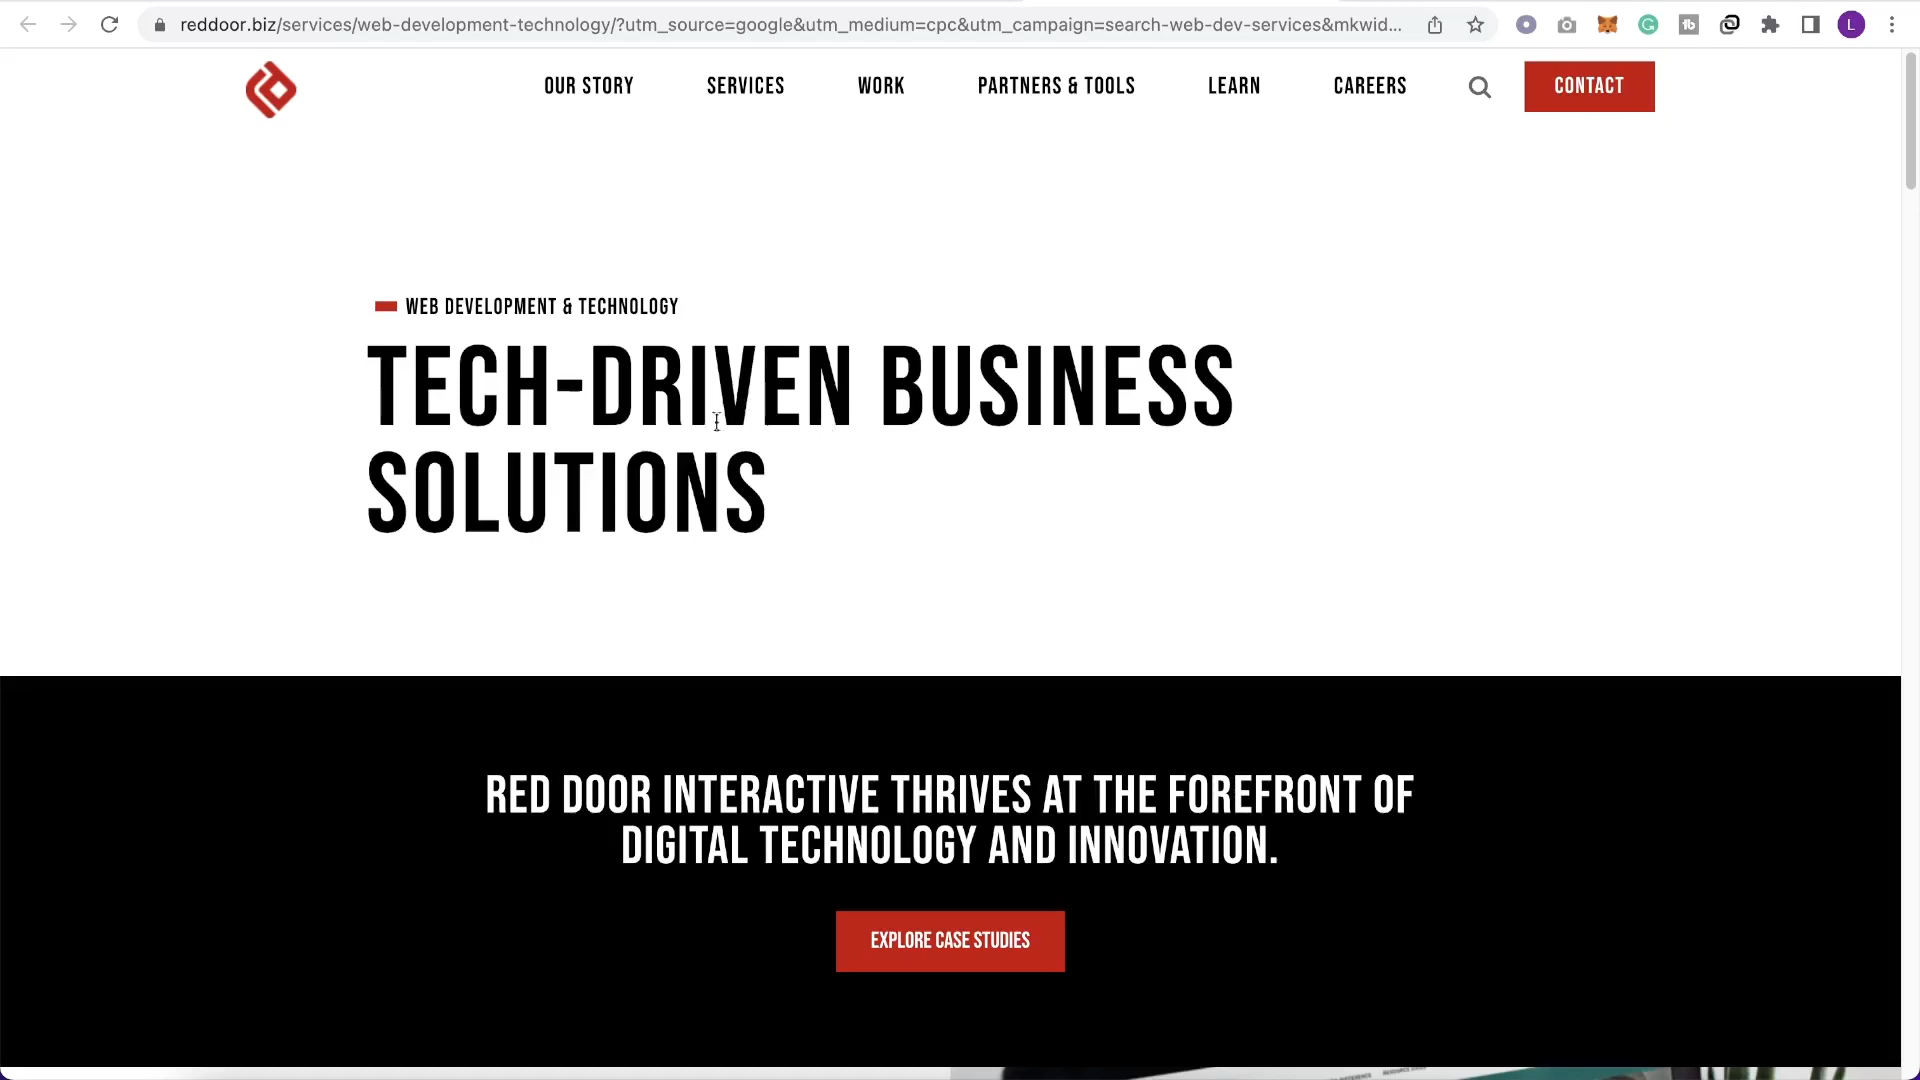 reddoor.biz/services/web-development-technology/?utm_source=google&utm_medium=cpc&utm_campaign=search-web-dev-services&mkwid...
L
OUR STORY
SERVICES
WORK
PARTNERS & TOOLS
LEARN
CAREERS
CONTACT
WEB DEVELOPMENT & TECHNOLOGY
TECH-DRIVEN BUSINESS
SOLUTIONS
RED DOOR INTERACTIVE THRIVES AT THE FOREFRONT OF
DIGITAL TECHNOLOGY AND INNOVATION.
EXPLORE CASE STUDIES